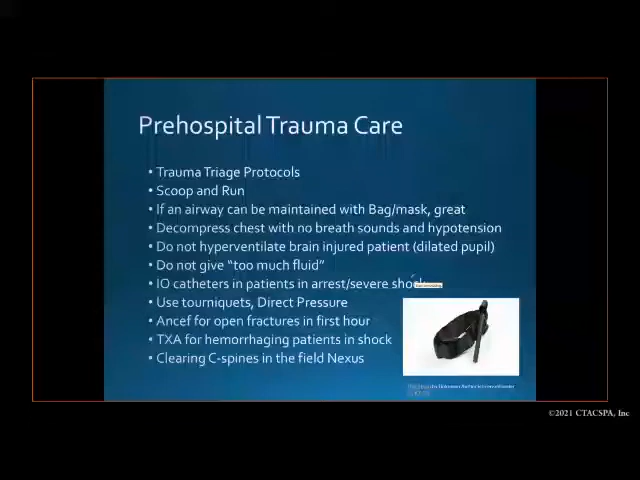 Prehospital Trauma Care
• Trauma Triage Protocols
• Scoop and Run
• If an airway can be maintained with Bag/mask, great
• Decompress chest with no breath sounds and hypotension
• Do not hyperventilate brain injured patient (dilated pupil)
• Do not give “too much fluid”
• IO catheters in patients in arrest/severe shock
• Use tourniquets, Direct Pressure
• Ancef for open fractures in first hour
• TXA for hemorrhaging patients in shock
• Clearing C-spines in the field Nexus
©2021 CTACSPA, Inc